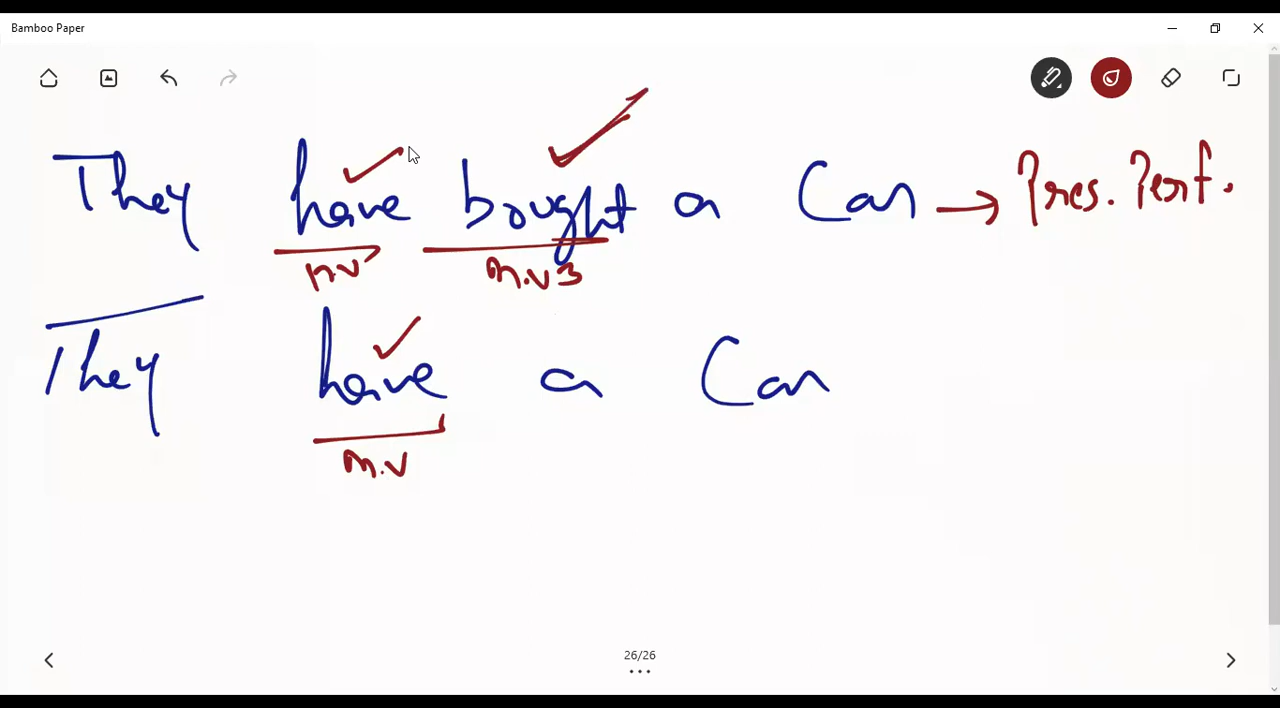 Bamboo Paper
They have bought a Car → Pres. Perf.
h.v m.v3
They have a Car
m.v
26/26